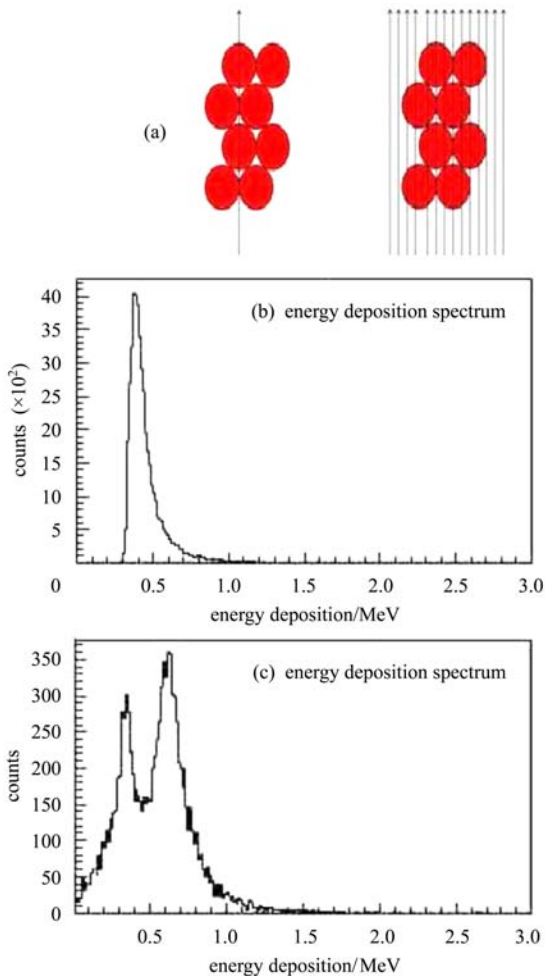 (a)
(b) energy deposition spectrum
counts (×10²)
40
35
30
25
20
15
10
5
0 0.5 1.0 1.5 2.0 2.5 3.0
energy deposition/MeV
(c) energy deposition spectrum
counts
350
300
250
200
150
100
50
0
0.5 1.0 1.5 2.0 2.5 3.0
energy deposition/MeV